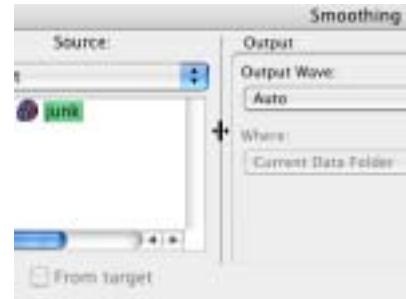 Smoothing
Source:
Output
Output Wave:
Auto
junk
Where:
Current Data Folder
From target